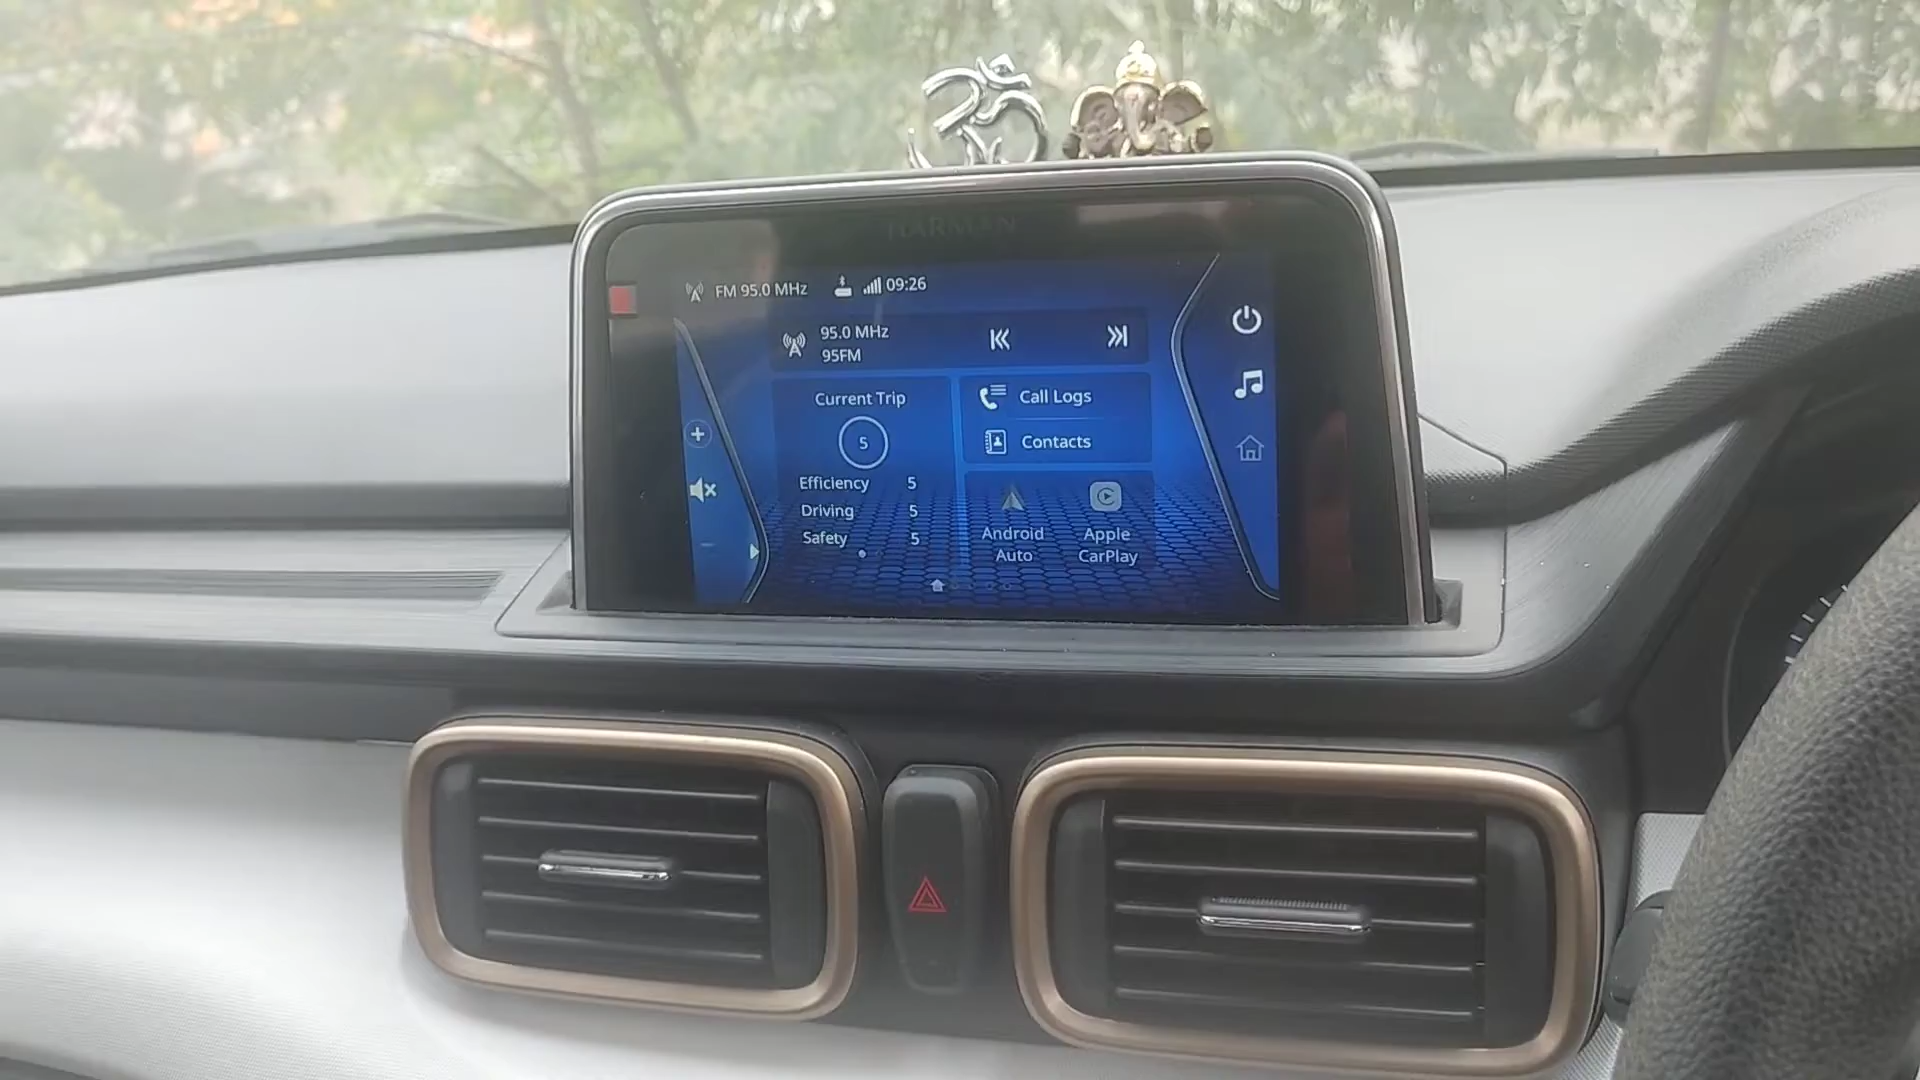 HARMAN
FM 95.0 MHz 09:26
95.0 MHz
95FM
Current Trip
5
Efficiency 5
Driving 5
Safety 5
Call Logs
Contacts
Android
Auto
Apple
CarPlay
ॐ